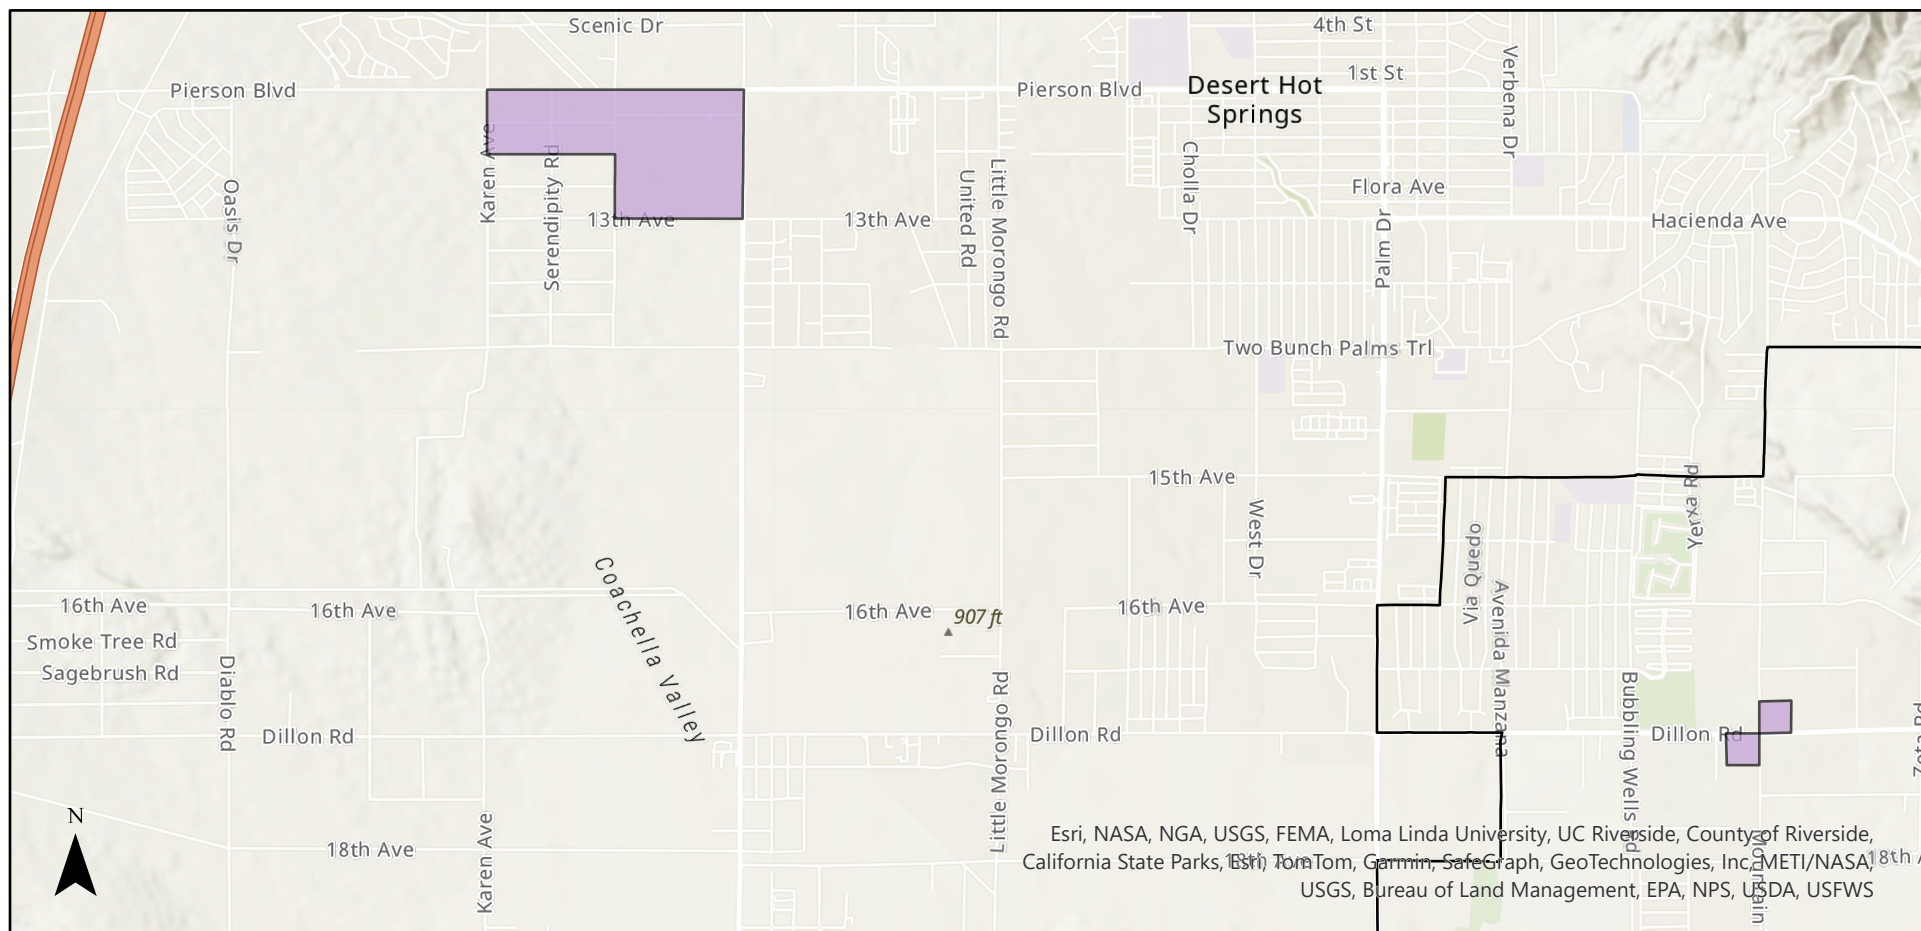 Scenic Dr
4th St
1st St
Verbena Dr
Pierson Blvd
Pierson Blvd
Desert Hot
Springs
Karen Ave
Serendipity Rd
Oasis Dr
13th Ave
13th Ave
United Rd
Little Morongo Rd
Cholla Dr
Flora Ave
Palm Dr
Hacienda Ave
Two Bunch Palms Trl
15th Ave
Yerxa Rd
West Dr
Via Quedo
Avenida Manzana
Coachella Valley
16th Ave
16th Ave
16th Ave
907 ft
16th Ave
Smoke Tree Rd
Sagebrush Rd
Diablo Rd
Dillon Rd
Little Morongo Rd
Dillon Rd
Bubbling Wells Rd
Dillon Rd
N
18th Ave
Karen Ave
18th Ave
Mountain
18th A
Esri, NASA, NGA, USGS, FEMA, Loma Linda University, UC Riverside, County of Riverside,
California State Parks, Esri, TomTom, Garmin, SafeGraph, GeoTechnologies, Inc, METI/NASA,
USGS, Bureau of Land Management, EPA, NPS, USDA, USFWS